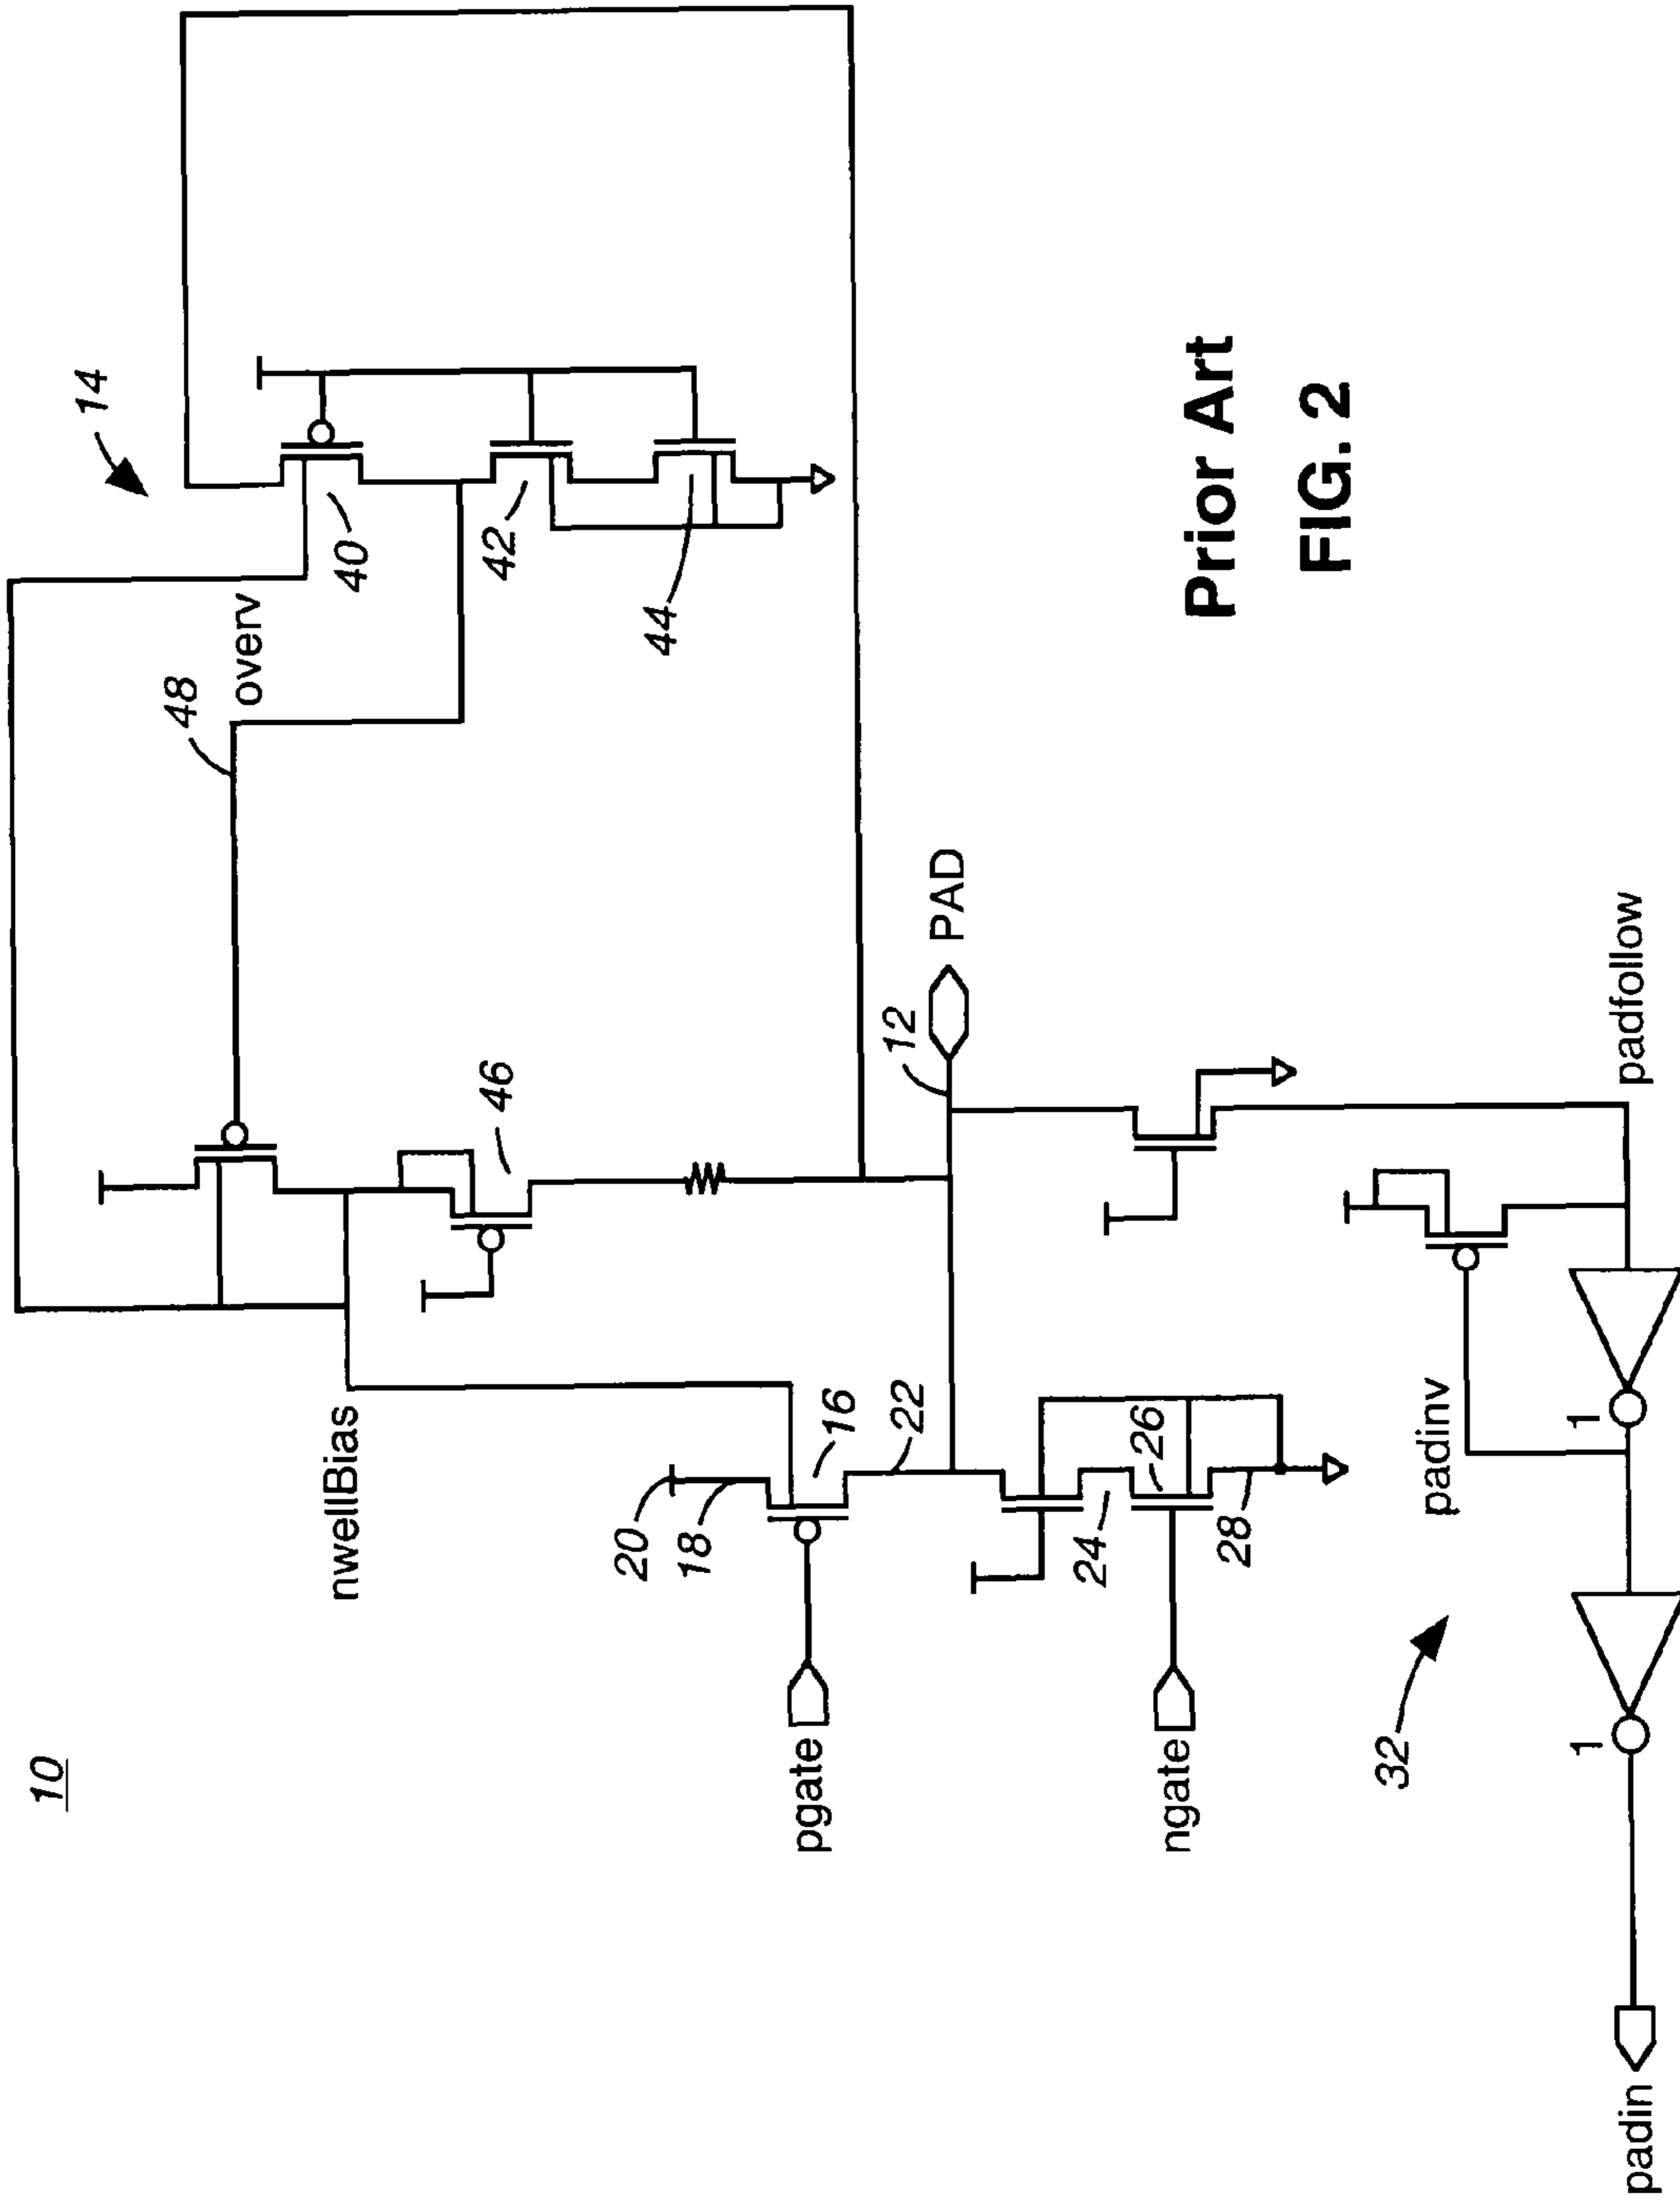 10
14
48
overv
40
42
44
46
nwellBias
20
18
16
22
12
PAD
pgate
24
26
28
ngate
32
padinv
padfollow
1
1
padin
Prior Art
FIG. 2